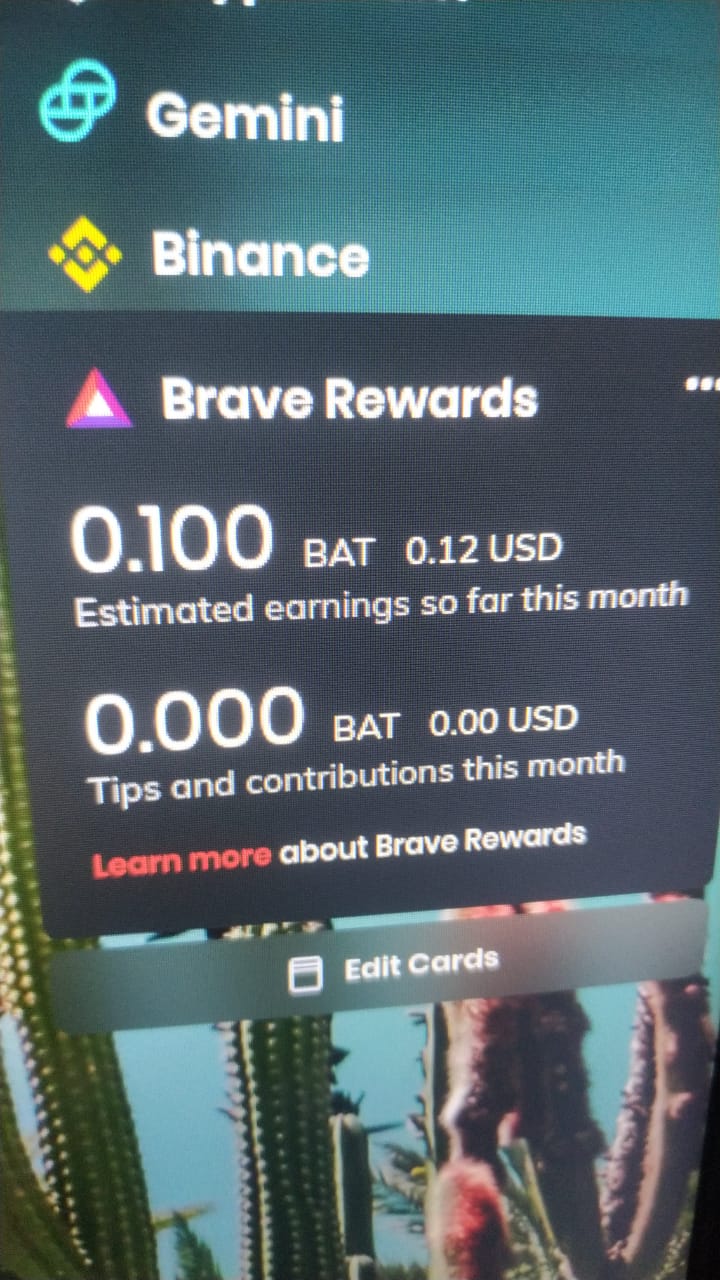 Gemini
Binance
Brave Rewards
0.100 BAT 0.12 USD
Estimated earnings so far this month
0.000 BAT 0.00 USD
Tips and contributions this month
Learn more about Brave Rewards
Edit Cards